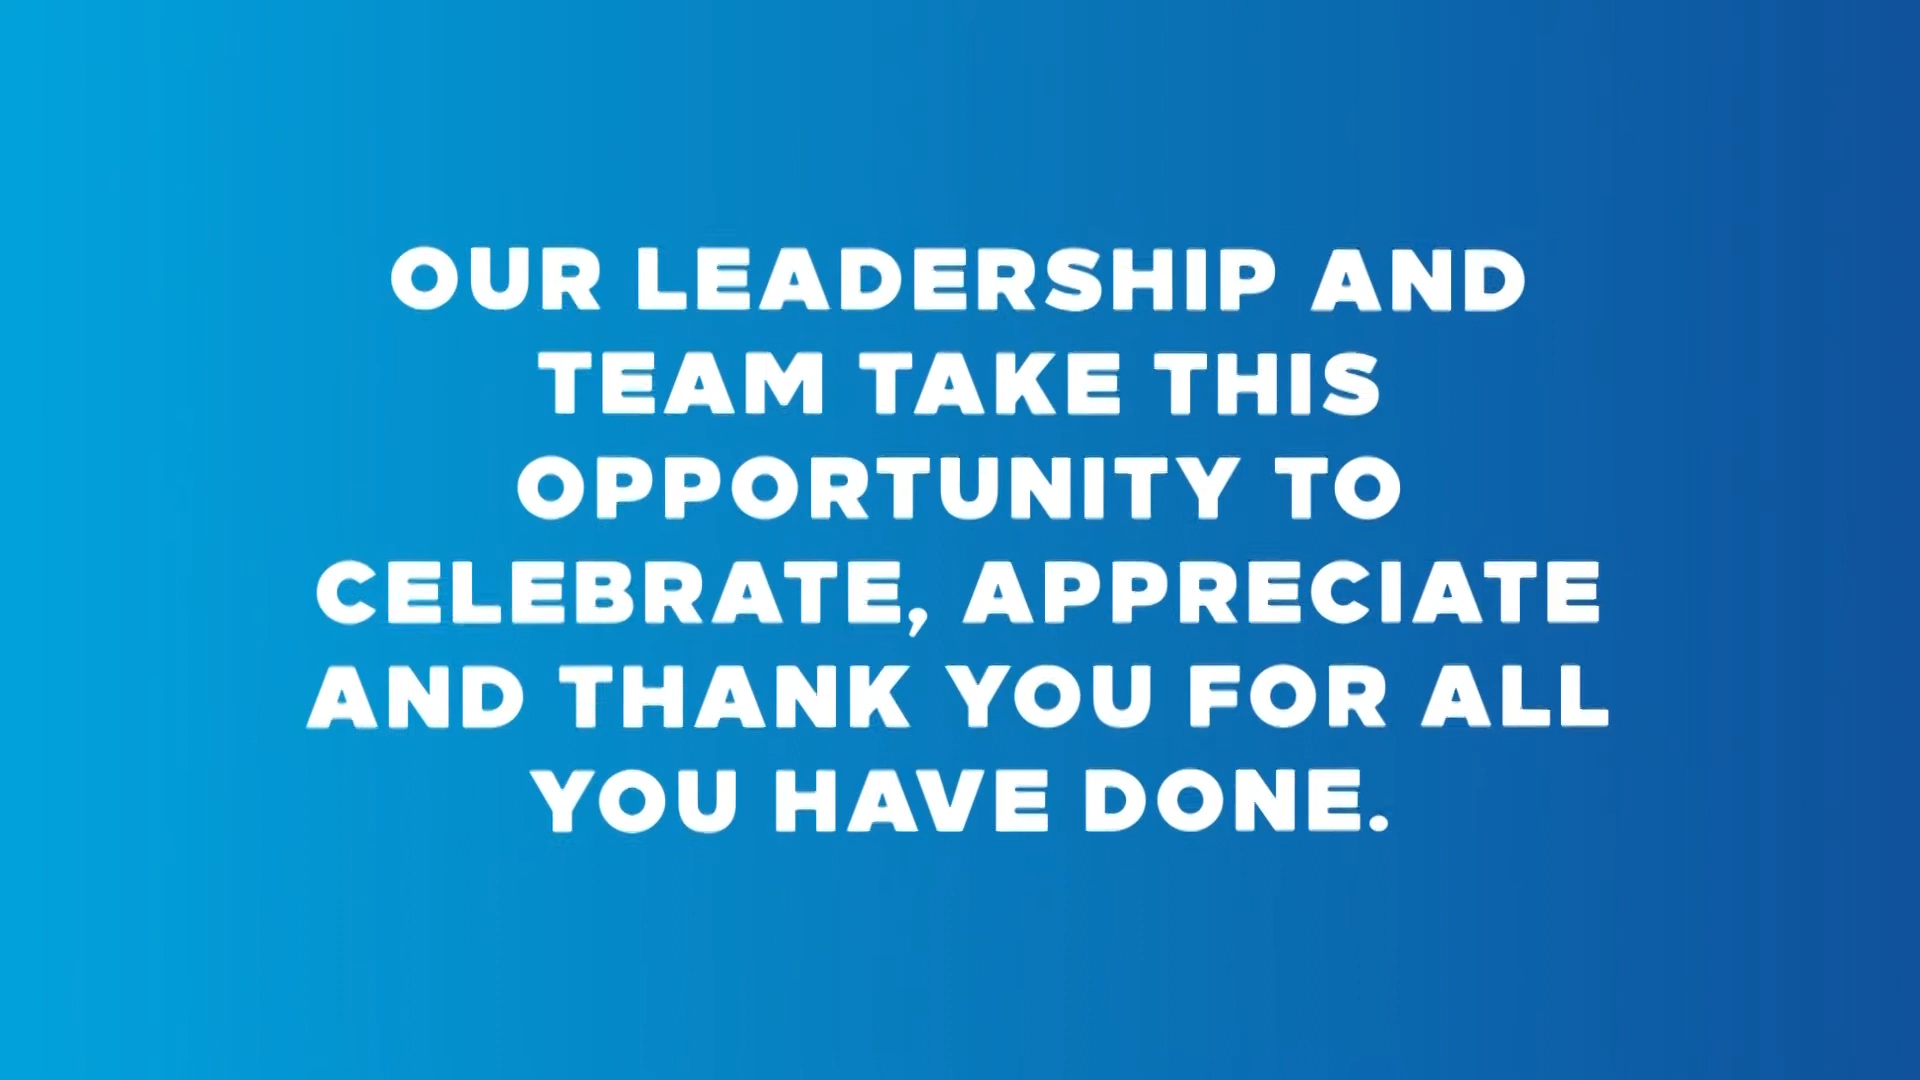 OUR LEADERSHIP AND
TEAM TAKE THIS
OPPORTUNITY TO
CELEBRATE, APPRECIATE
AND THANK YOU FOR ALL
YOU HAVE DONE.